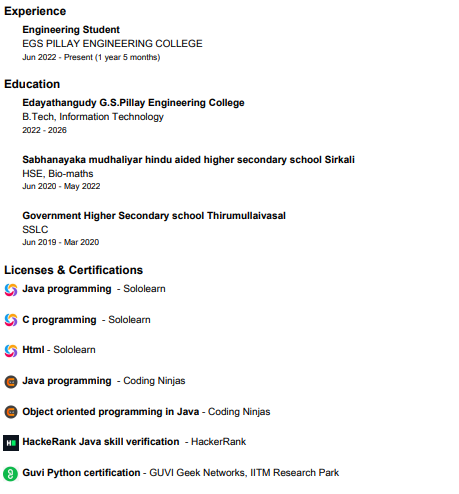 Experience
Engineering Student
EGS PILLAY ENGINEERING COLLEGE
Jun 2022 - Present (1 year 5 months)
Education
Edayathangudy G.S.Pillay Engineering College
B.Tech, Information Technology
2022 - 2026
Sabhanayaka mudhaliyar hindu aided higher secondary school Sirkali
HSE, Bio-maths
Jun 2020 - May 2022
Government Higher Secondary school Thirumullaivasal
SSLC
Jun 2019 - Mar 2020
Licenses & Certifications
Java programming - Sololearn
C programming - Sololearn
Html - Sololearn
Java programming - Coding Ninjas
Object oriented programming in Java - Coding Ninjas
HackeRank Java skill verification - HackerRank
Guvi Python certification - GUVI Geek Networks, IITM Research Park